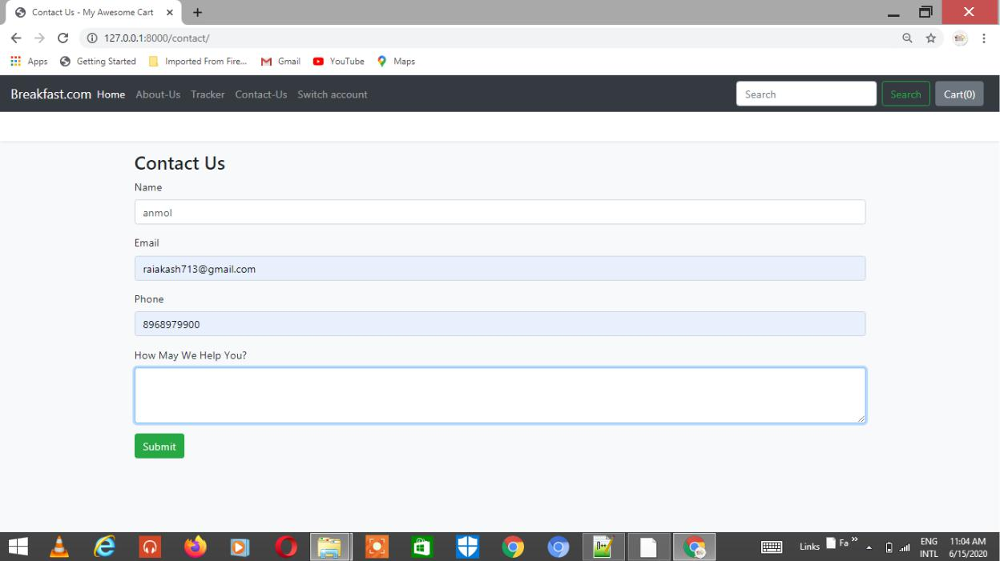 Contact Us - My Awesome Cart
127.0.0.1:8000/contact/
Apps Getting Started Imported From Fire... Gmail YouTube Maps
Breakfast.com Home About-Us Tracker Contact-Us Switch account Search Search Cart(0)
Contact Us
Name
anmol
Email
raiakash713@gmail.com
Phone
8968979900
How May We Help You?
Submit
Links Fa »
ENG 11:04 AM
INTL 6/15/2020